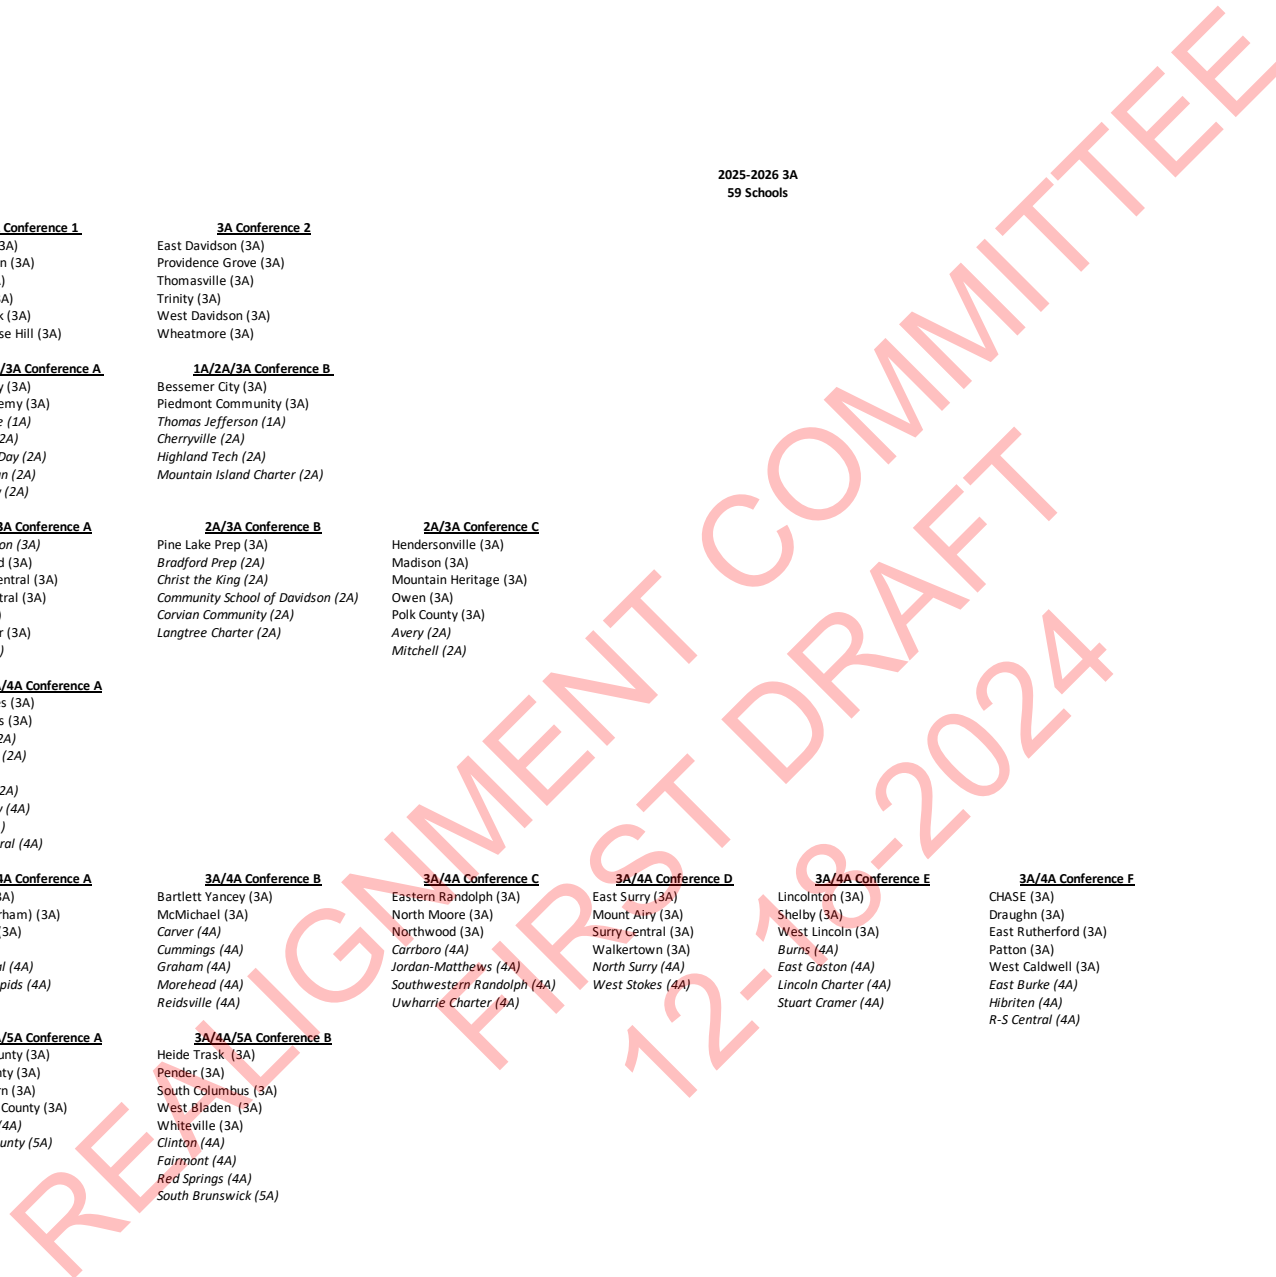 2025-2026 3A
59 Schools
Conference 1
3A Conference 2
3A)
East Davidson (3A)
n (3A)
Providence Grove (3A)
)
Thomasville (3A)
A)
Trinity (3A)
k (3A)
West Davidson (3A)
se Hill (3A)
Wheatmore (3A)
/3A Conference A
1A/2A/3A Conference B
y (3A)
Bessemer City (3A)
emy (3A)
Piedmont Community (3A)
e (1A)
Thomas Jefferson (1A)
2A)
Cherryville (2A)
Day (2A)
Highland Tech (2A)
n (2A)
Mountain Island Charter (2A)
y (2A)
3A Conference A
2A/3A Conference B
2A/3A Conference C
on (3A)
Pine Lake Prep (3A)
Hendersonville (3A)
d (3A)
Bradford Prep (2A)
Madison (3A)
entral (3A)
Christ the King (2A)
Mountain Heritage (3A)
tral (3A)
Community School of Davidson (2A)
Owen (3A)
)
Corvian Community (2A)
Polk County (3A)
r (3A)
Langtree Charter (2A)
Avery (2A)
)
Mitchell (2A)
/4A Conference A
es (3A)
s (3A)
2A)
(2A)
2A)
y (4A)
)
ral (4A)
4A Conference A
3A/4A Conference B
3A/4A Conference C
3A/4A Conference D
3A/4A Conference E
3A/4A Conference F
3A)
Bartlett Yancey (3A)
Eastern Randolph (3A)
East Surry (3A)
Lincolnton (3A)
CHASE (3A)
rham) (3A)
McMichael (3A)
North Moore (3A)
Mount Airy (3A)
Shelby (3A)
Draughn (3A)
(3A)
Carver (4A)
Northwood (3A)
Surry Central (3A)
West Lincoln (3A)
East Rutherford (3A)
Cummings (4A)
Carrboro (4A)
Walkertown (3A)
Burns (4A)
Patton (3A)
l (4A)
Graham (4A)
Jordan-Matthews (4A)
North Surry (4A)
East Gaston (4A)
West Caldwell (3A)
pids (4A)
Morehead (4A)
Southwestern Randolph (4A)
West Stokes (4A)
Lincoln Charter (4A)
East Burke (4A)
Reidsville (4A)
Uwharrie Charter (4A)
Stuart Cramer (4A)
Hibriten (4A)
R-S Central (4A)
/5A Conference A
3A/4A/5A Conference B
unty (3A)
Heide Trask (3A)
nty (3A)
Pender (3A)
rn (3A)
South Columbus (3A)
County (3A)
West Bladen (3A)
(4A)
Whiteville (3A)
unty (5A)
Clinton (4A)
Fairmont (4A)
Red Springs (4A)
South Brunswick (5A)
REALIGNMENT COMMITTEE
FIRST DRAFT
12-18-2024